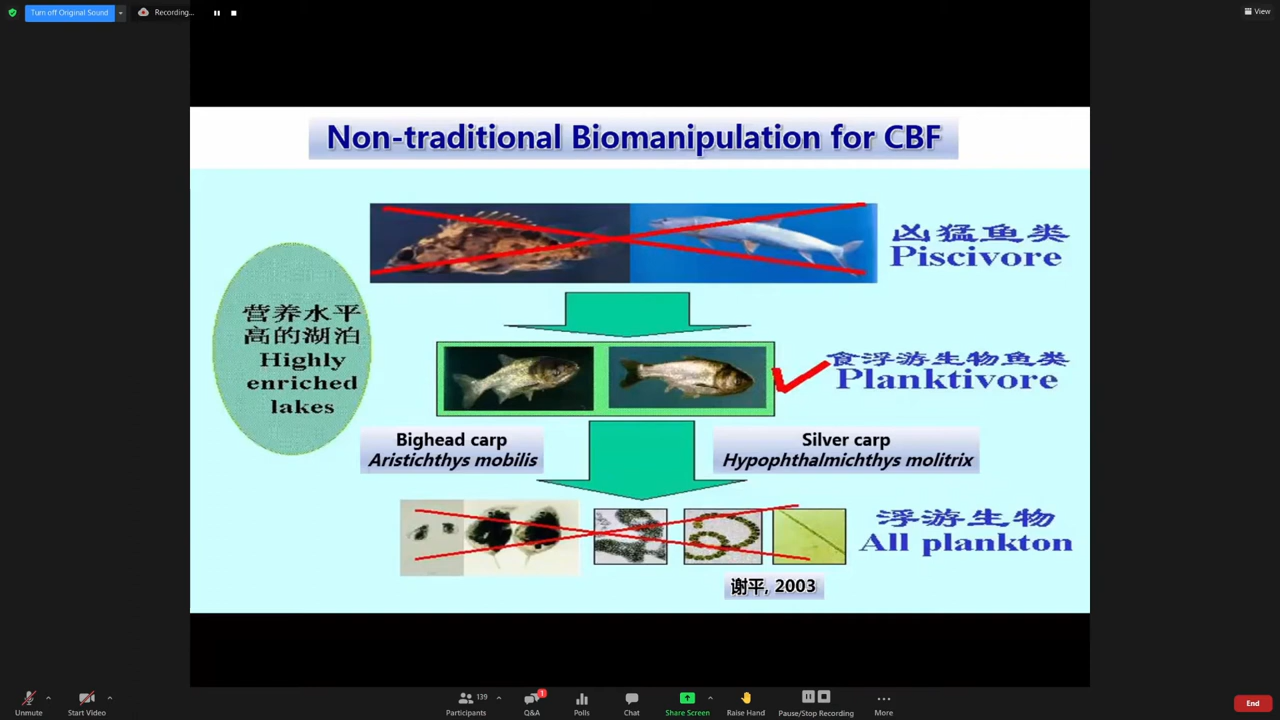 Turn off Original Sound
Recording...
View
Non-traditional Biomanipulation for CBF
凶猛鱼类
Piscivore
营养水平
高的湖泊
Highly
enriched
lakes
食浮游生物鱼类
Planktivore
Bighead carp
Aristichthys mobilis
Silver carp
Hypophthalmichthys molitrix
浮游生物
All plankton
谢平, 2003
Unmute
Start Video
139
Participants
1
Q&A
Polls
Chat
Share Screen
Raise Hand
Pause/Stop Recording
More
End